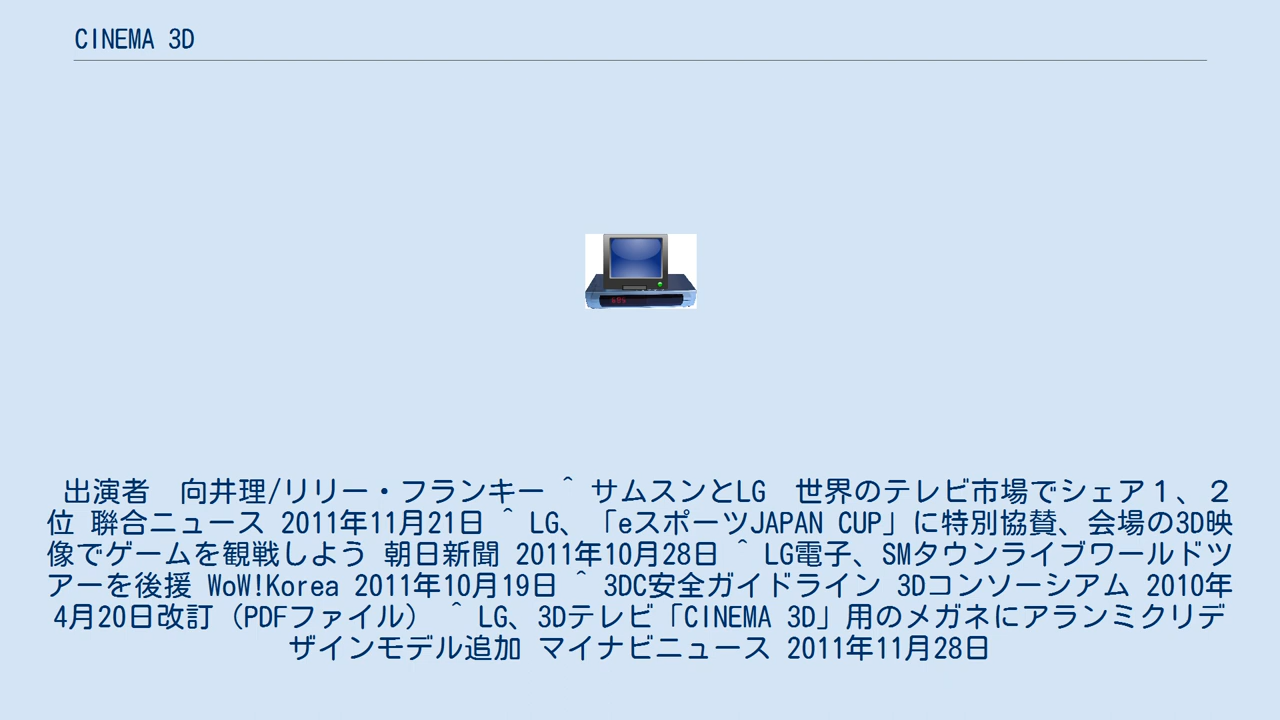 CINEMA 3D
出演者　向井理/リリー・フランキー ^ サムスンとLG　世界のテレビ市場でシェア１、２
位 聯合ニュース 2011年11月21日 ^ LG、「eスポーツJAPAN CUP」に特別協賛、会場の3D映
像でゲームを観戦しよう 朝日新聞 2011年10月28日 ^ LG電子、SMタウンライブワールドツ
アーを後援 WoW!Korea 2011年10月19日 ^ 3DC安全ガイドライン 3Dコンソーシアム 2010年
4月20日改訂（PDFファイル） ^ LG、3Dテレビ「CINEMA 3D」用のメガネにアランミクリデ
ザインモデル追加 マイナビニュース 2011年11月28日